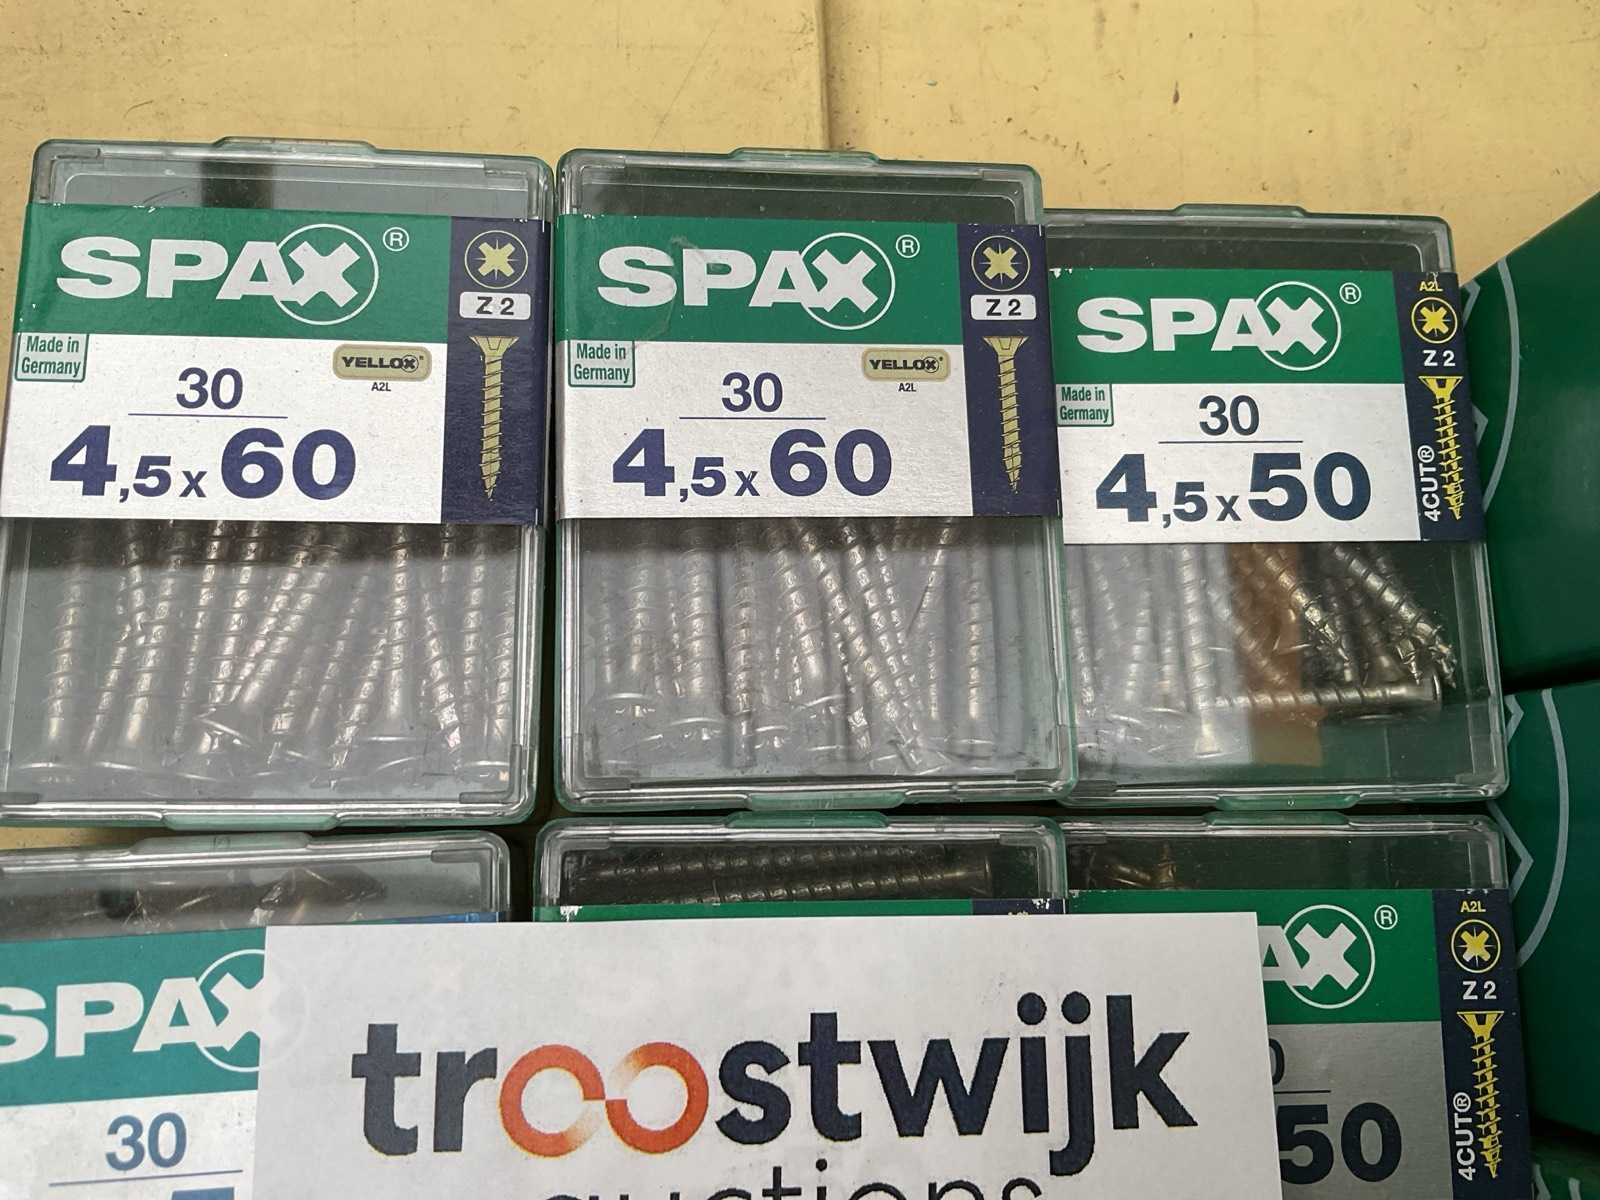 SPAX®
Z 2
Made in
Germany
YELLOX®
A2L
30
4,5 x 60
SPAX®
Z 2
Made in
Germany
YELLOX®
A2L
30
4,5 x 60
SPAX®
A2L
Z 2
Made in
Germany
30
4,5 x 50
4CUT®
SPAX
30
AX®
A2L
Z 2
50
4CUT®
troostwijk
auctions